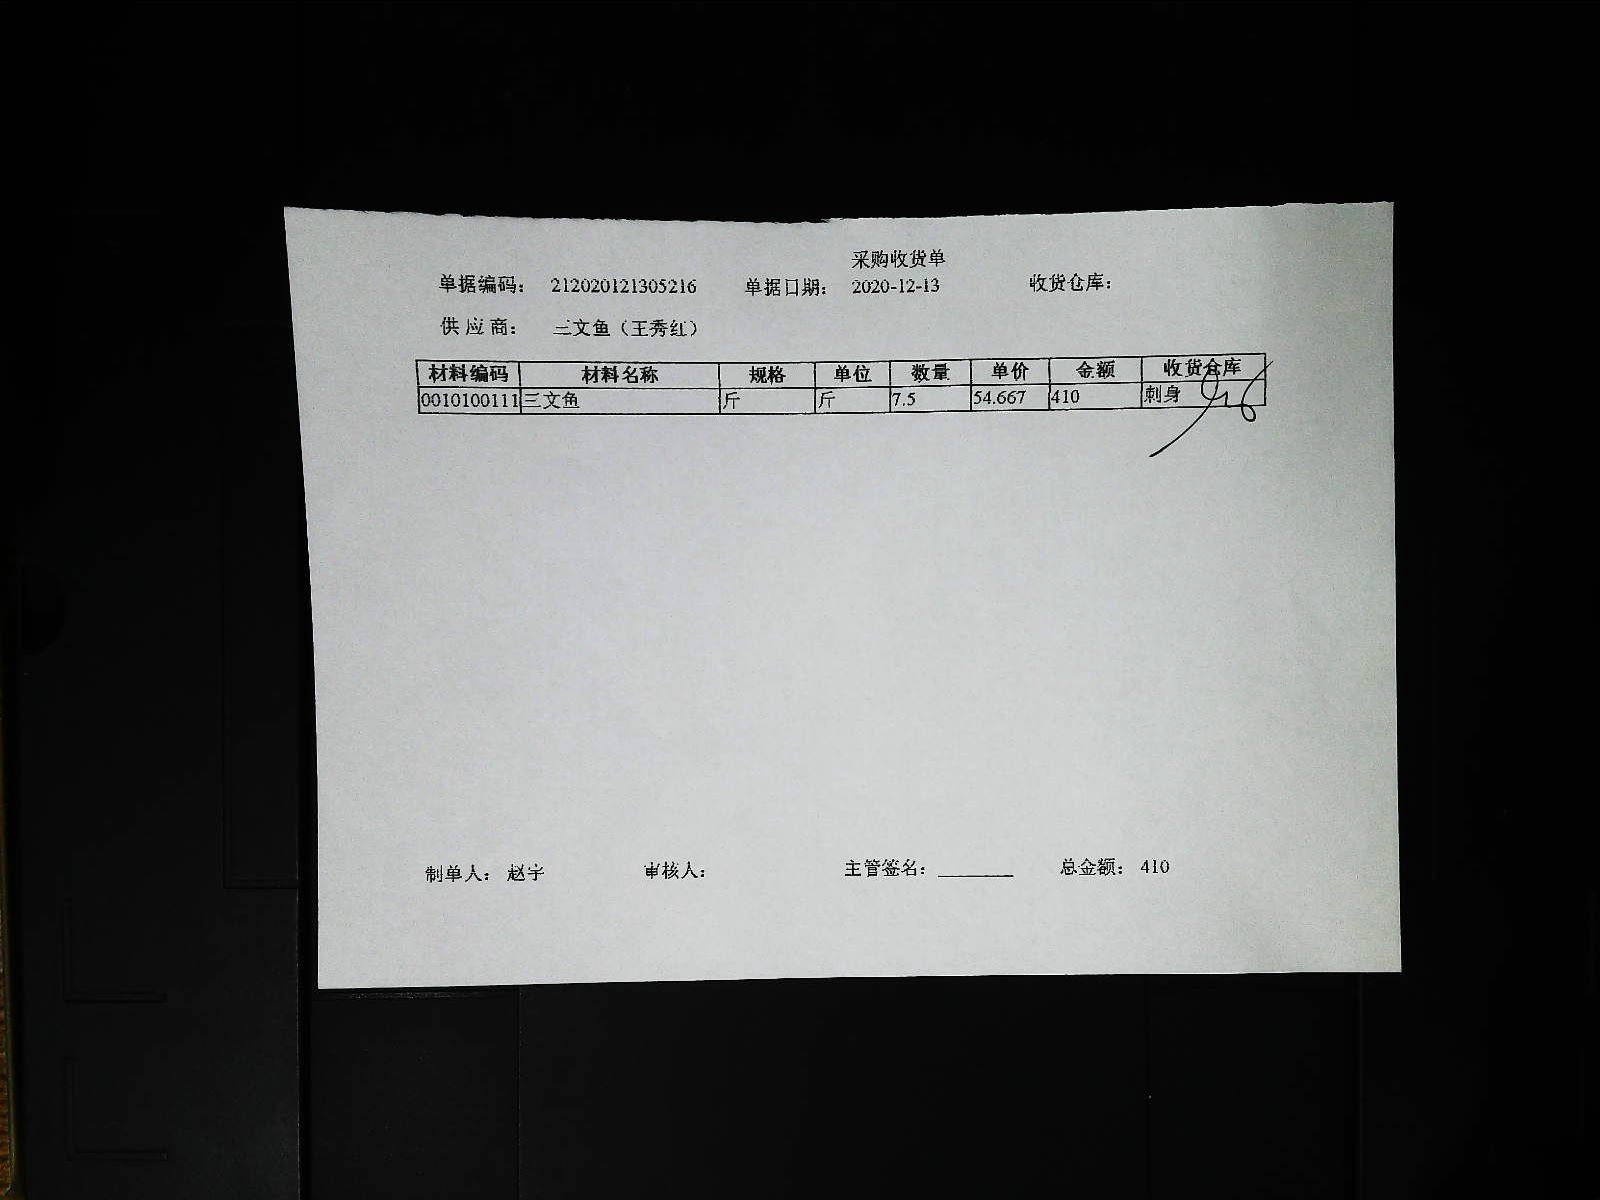 采购收货单
单据编码： 212020121305216 单据日期： 2020-12-13 收货仓库：
供 应 商： 三文鱼（王秀红）
材料编码 材料名称 规格 单位 数量 单价 金额 收货仓库
0010100111 三文鱼 斤 斤 7.5 54.667 410 刺身
制单人： 赵宇 审核人： 主管签名： ________ 总金额： 410